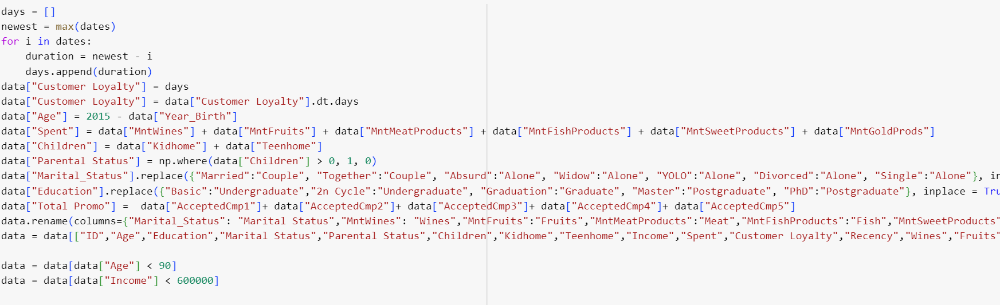 days = []
newest = max(dates)
for i in dates:
    duration = newest - i
    days.append(duration)
data["Customer Loyalty"] = days
data["Customer Loyalty"] = data["Customer Loyalty"].dt.days
data["Age"] = 2015 - data["Year_Birth"]
data["Spent"] = data["MntWines"] + data["MntFruits"] + data["MntMeatProducts"] + data["MntFishProducts"] + data["MntSweetProducts"] + data["MntGoldProds"]
data["Children"] = data["Kidhome"] + data["Teenhome"]
data["Parental Status"] = np.where(data["Children"] > 0, 1, 0)
data["Marital_Status"].replace({"Married":"Couple", "Together":"Couple", "Absurd":"Alone", "Widow":"Alone", "YOLO":"Alone", "Divorced":"Alone", "Single":"Alone"}, in
data["Education"].replace({"Basic":"Undergraduate","2n Cycle":"Undergraduate", "Graduation":"Graduate", "Master":"Postgraduate", "PhD":"Postgraduate"}, inplace = Tru
data["Total Promo"] =  data["AcceptedCmp1"]+ data["AcceptedCmp2"]+ data["AcceptedCmp3"]+ data["AcceptedCmp4"]+ data["AcceptedCmp5"]
data.rename(columns={"Marital_Status": "Marital Status","MntWines": "Wines","MntFruits":"Fruits","MntMeatProducts":"Meat","MntFishProducts":"Fish","MntSweetProducts"
data = data[["ID","Age","Education","Marital Status","Parental Status","Children","Kidhome","Teenhome","Income","Spent","Customer Loyalty","Recency","Wines","Fruits"
data = data[data["Age"] < 90]
data = data[data["Income"] < 600000]